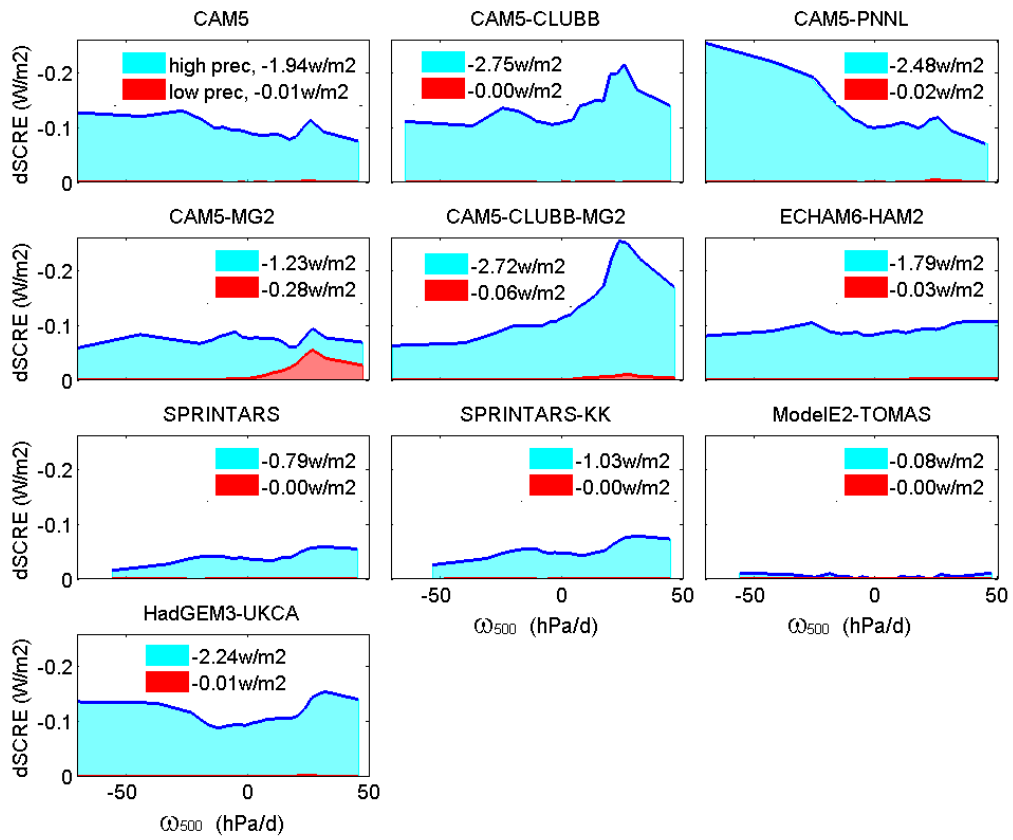 CAM5
CAM5-CLUBB
CAM5-PNNL
dSCRE (W/m2)
-0.2
-0.1
0
high prec, -1.94w/m2
low prec, -0.01w/m2
-2.75w/m2
-0.00w/m2
-2.48w/m2
-0.02w/m2
CAM5-MG2
CAM5-CLUBB-MG2
ECHAM6-HAM2
dSCRE (W/m2)
-0.2
-0.1
0
-1.23w/m2
-0.28w/m2
-2.72w/m2
-0.06w/m2
-1.79w/m2
-0.03w/m2
SPRINTARS
SPRINTARS-KK
ModelE2-TOMAS
dSCRE (W/m2)
-0.2
-0.1
0
-0.79w/m2
-0.00w/m2
-1.03w/m2
-0.00w/m2
-0.08w/m2
-0.00w/m2
-50 0 50
-50 0 50
ω500 (hPa/d)
ω500 (hPa/d)
HadGEM3-UKCA
dSCRE (W/m2)
-0.2
-0.1
0
-2.24w/m2
-0.01w/m2
-50 0 50
ω500 (hPa/d)